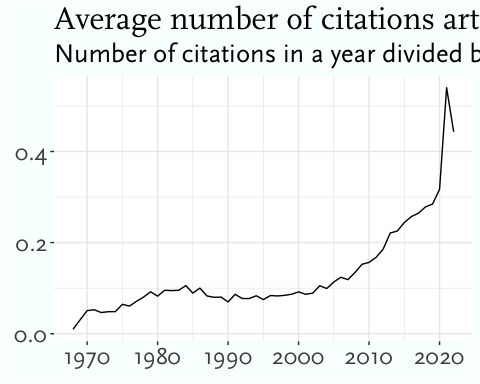 Average number of citations art
Number of citations in a year divided b
0.4
0.2
0.0
1970 1980 1990 2000 2010 2020